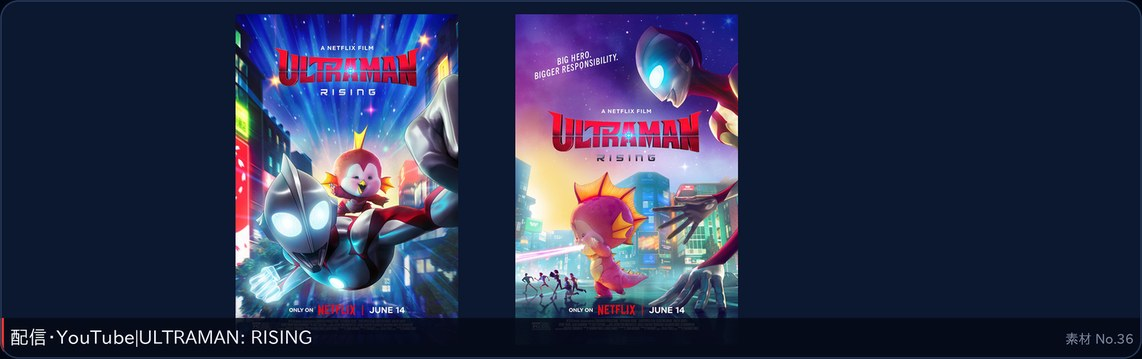 A NETFLIX FILM
ULTRAMAN
RISING
ONLY ON NETFLIX | JUNE 14
BIG HERO.
BIGGER RESPONSIBILITY.
A NETFLIX FILM
ULTRAMAN
RISING
ONLY ON NETFLIX | JUNE 14
配信・YouTube|ULTRAMAN: RISING
素材 No.36